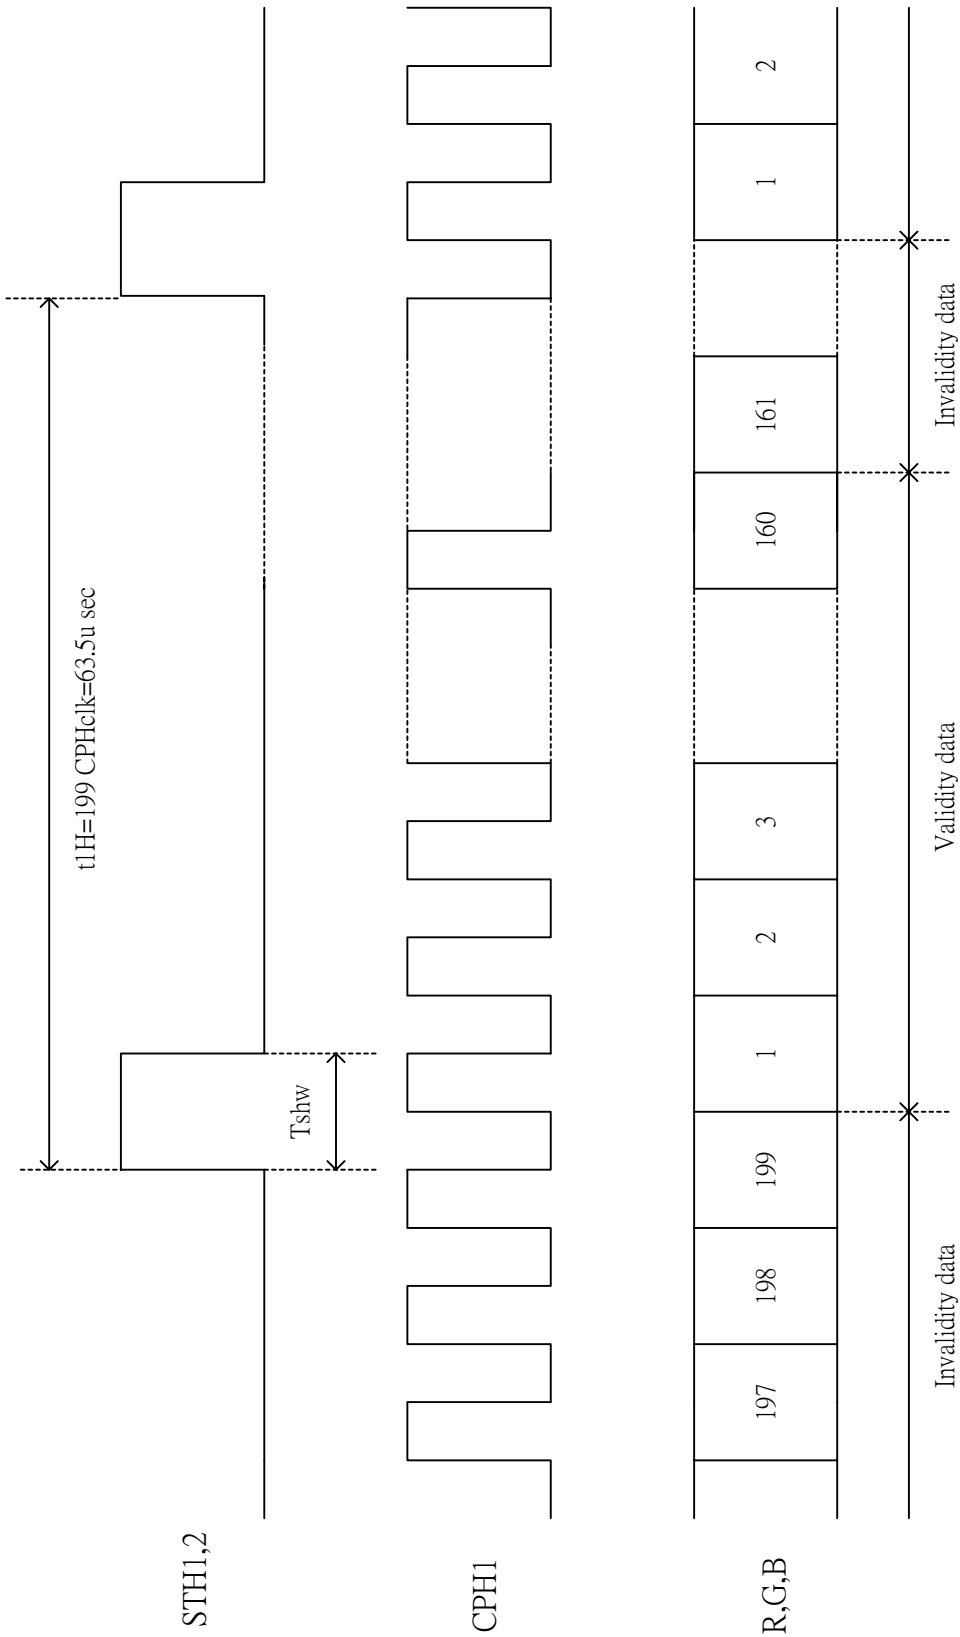 t1H=199 CPHclk=63.5u sec
STH1,2
Tshw
CPH1
R,G,B
197
198
199
1
2
3
160
161
1
2
Invalidity data
Validity data
Invalidity data